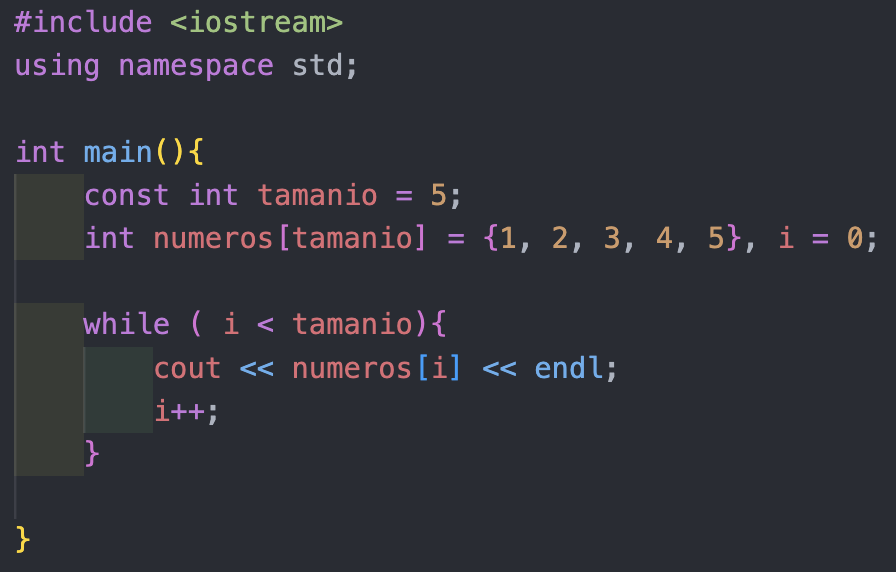 #include <iostream>
using namespace std;
int main(){
const int tamanio = 5;
int numeros[tamanio] = {1, 2, 3, 4, 5}, i = 0;
while ( i < tamanio){
cout << numeros[i] << endl;
i++;
}
}